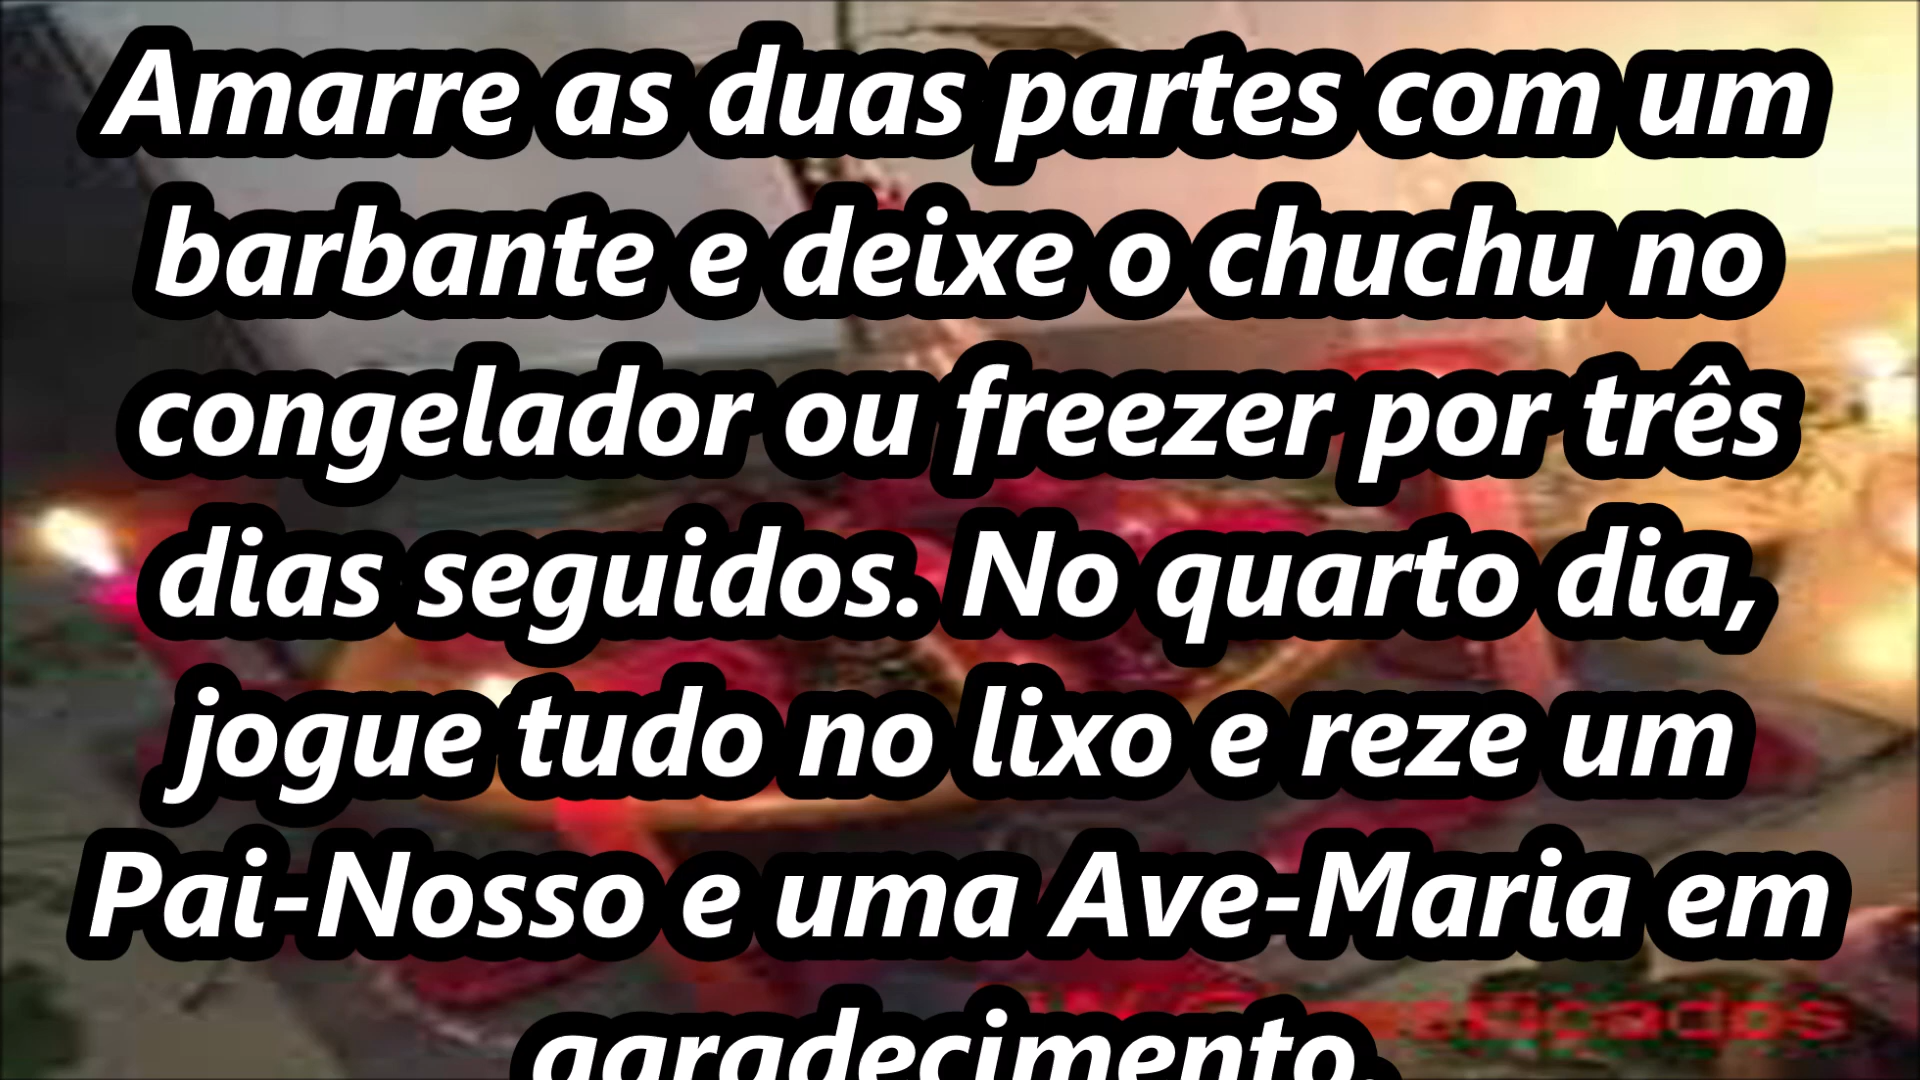 Amarre as duas partes com um
barbante e deixe o chuchu no
congelador ou freezer por três
dias seguidos. No quarto dia,
jogue tudo no lixo e reze um
Pai-Nosso e uma Ave-Maria em
agradecimento.